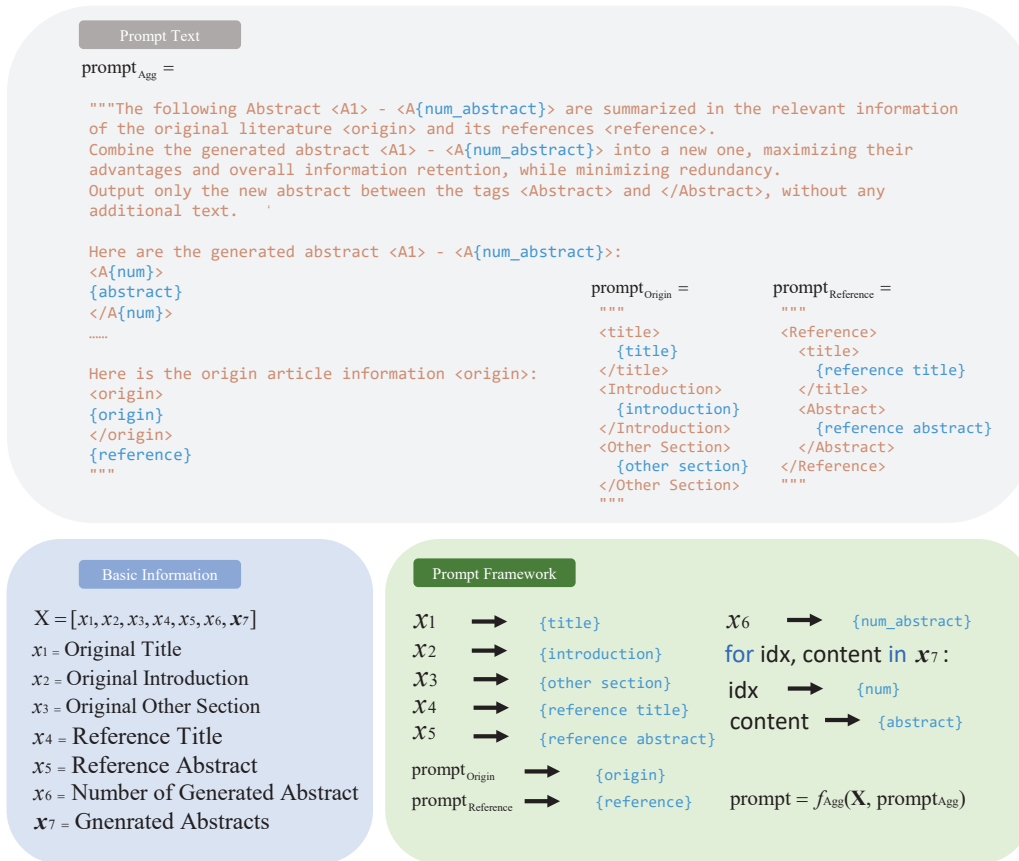 Prompt Text
prompt_Agg =
"""The following Abstract <A1> - <A{num_abstract}> are summarized in the relevant information
of the original literature <origin> and its references <reference>.
Combine the generated abstract <A1> - <A{num_abstract}> into a new one, maximizing their
advantages and overall information retention, while minimizing redundancy.
Output only the new abstract between the tags <Abstract> and </Abstract>, without any
additional text.
Here are the generated abstract <A1> - <A{num_abstract}>:
<A{num}>
{abstract}
</A{num}>
……
Here is the origin article information <origin>:
<origin>
{origin}
</origin>
{reference}
"""
prompt_Origin =
"""
<title>
{title}
</title>
<Introduction>
{introduction}
</Introduction>
<Other Section>
{other section}
</Other Section>
"""
prompt_Reference =
"""
<Reference>
<title>
{reference title}
</title>
<Abstract>
{reference abstract}
</Abstract>
</Reference>
"""
Basic Information
X = [x1, x2, x3, x4, x5, x6, x7]
x1 = Original Title
x2 = Original Introduction
x3 = Original Other Section
x4 = Reference Title
x5 = Reference Abstract
x6 = Number of Generated Abstract
x7 = Gnenrated Abstracts
Prompt Framework
x1 → {title}
x2 → {introduction}
x3 → {other section}
x4 → {reference title}
x5 → {reference abstract}
prompt_Origin → {origin}
prompt_Reference → {reference}
x6 → {num_abstract}
for idx, content in x7 :
idx → {num}
content → {abstract}
prompt = fAgg(X, promptAgg)